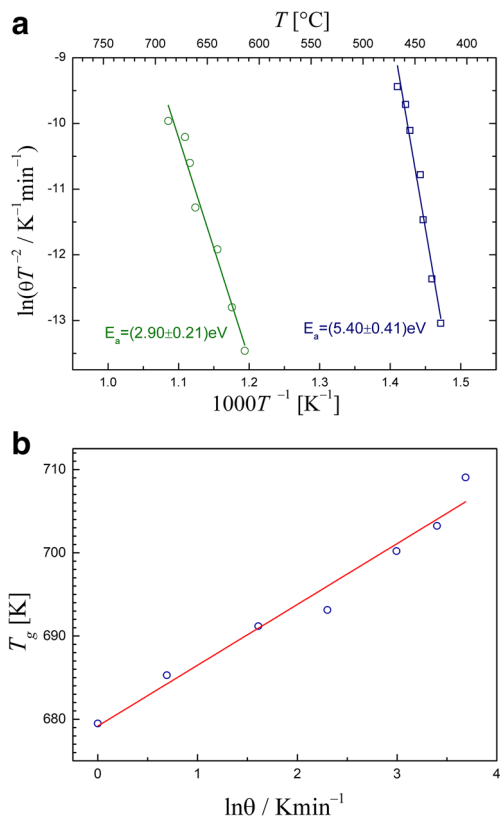 a
T [°C]
750 700 650 600 550 500 450 400
ln(θT⁻² / K⁻¹min⁻¹)
-9
-10
-11
-12
-13
Eₐ=(2.90±0.21)eV
Eₐ=(5.40±0.41)eV
1.0 1.1 1.2 1.3 1.4 1.5
1000T⁻¹ [K⁻¹]
b
T_g [K]
710
700
690
680
0 1 2 3 4
lnθ / Kmin⁻¹